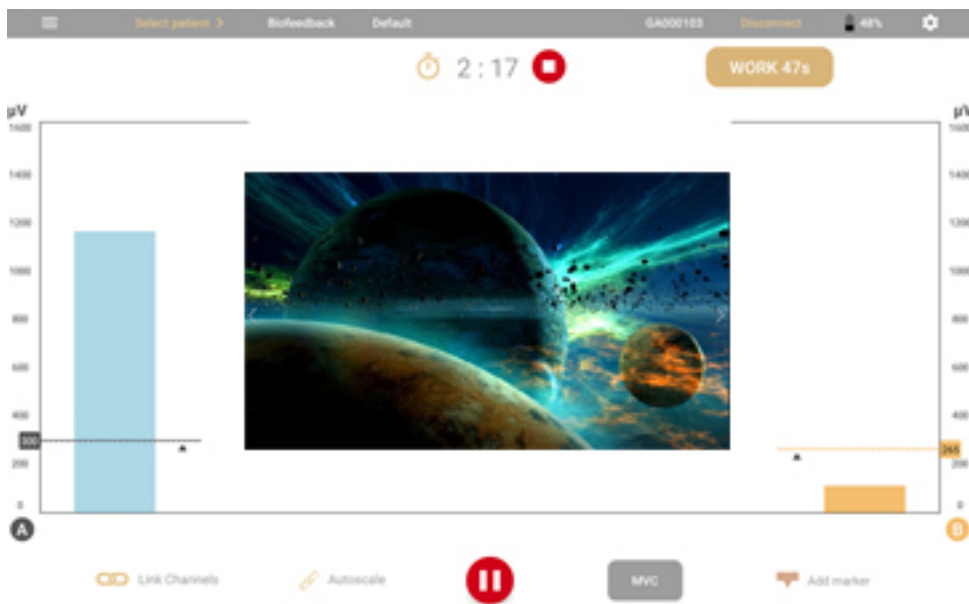 Select patient > Biofeedback Default GA000103 Disconnect 48%
2 : 17 WORK 47s
µV µV
1600 1600
1400 1400
1200 1200
1000 1000
800 800
600 600
400 400
300 265
200 200
0 0
A B
Link Channels Autoscale MVC Add marker